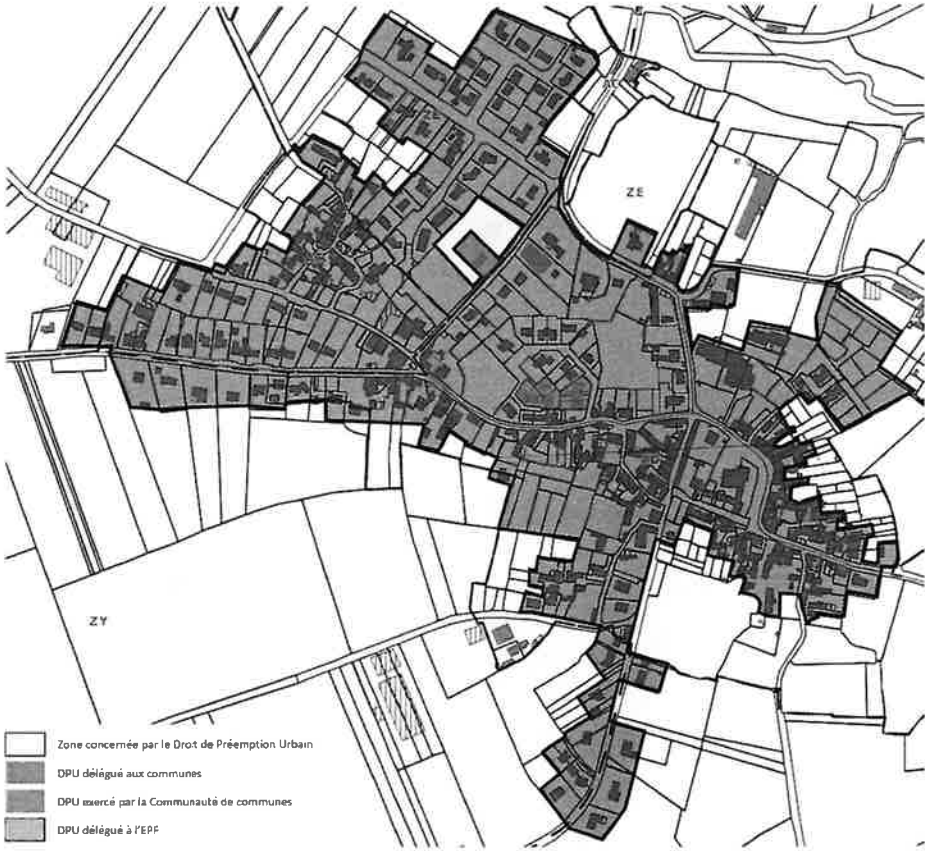 ZE
ZE
ZY
Zone concernée par le Droit de Préemption Urbain
DPU délégué aux communes
DPU exercé par la Communauté de communes
DPU délégué à l'EPF